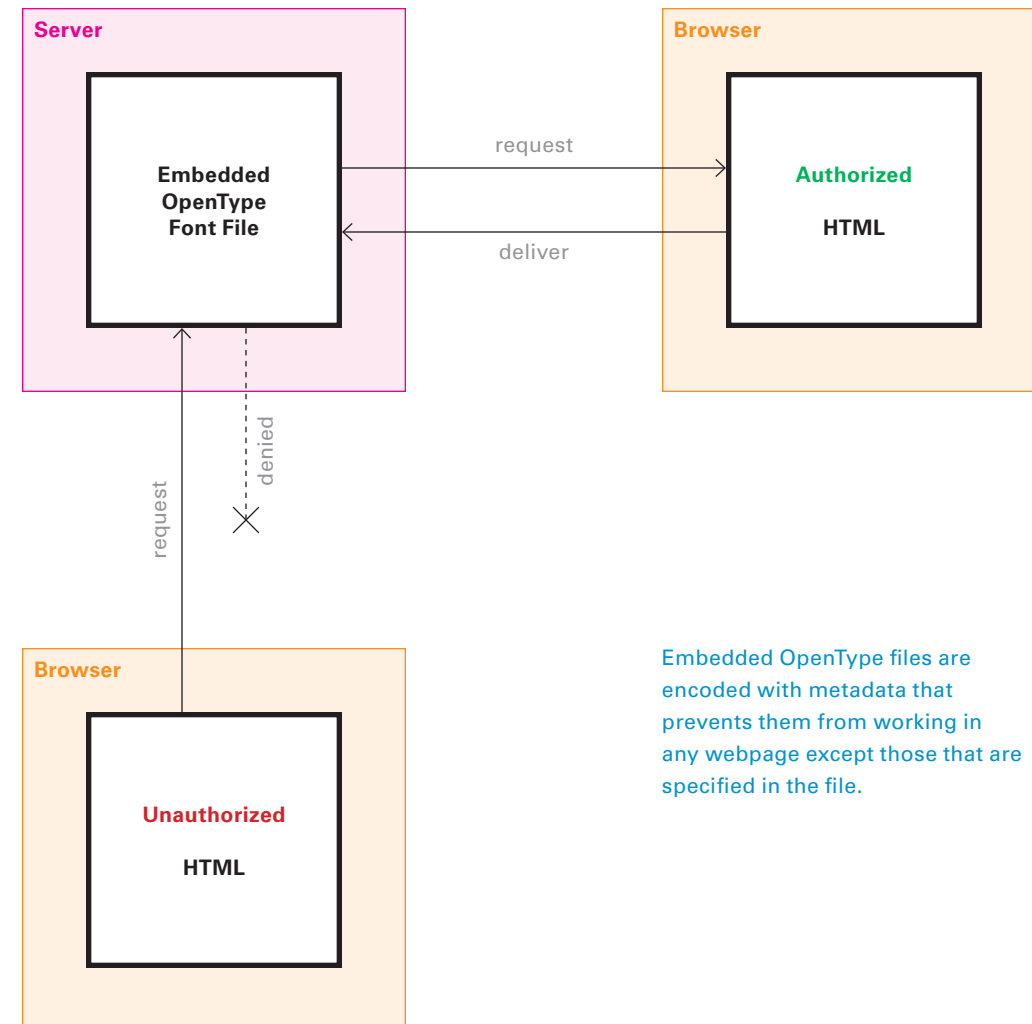 Server
Embedded
OpenType
Font File
request
deliver
Browser
Authorized
HTML
request
denied
Browser
Unauthorized
HTML
Embedded OpenType files are
encoded with metadata that
prevents them from working in
any webpage except those that are
specified in the file.